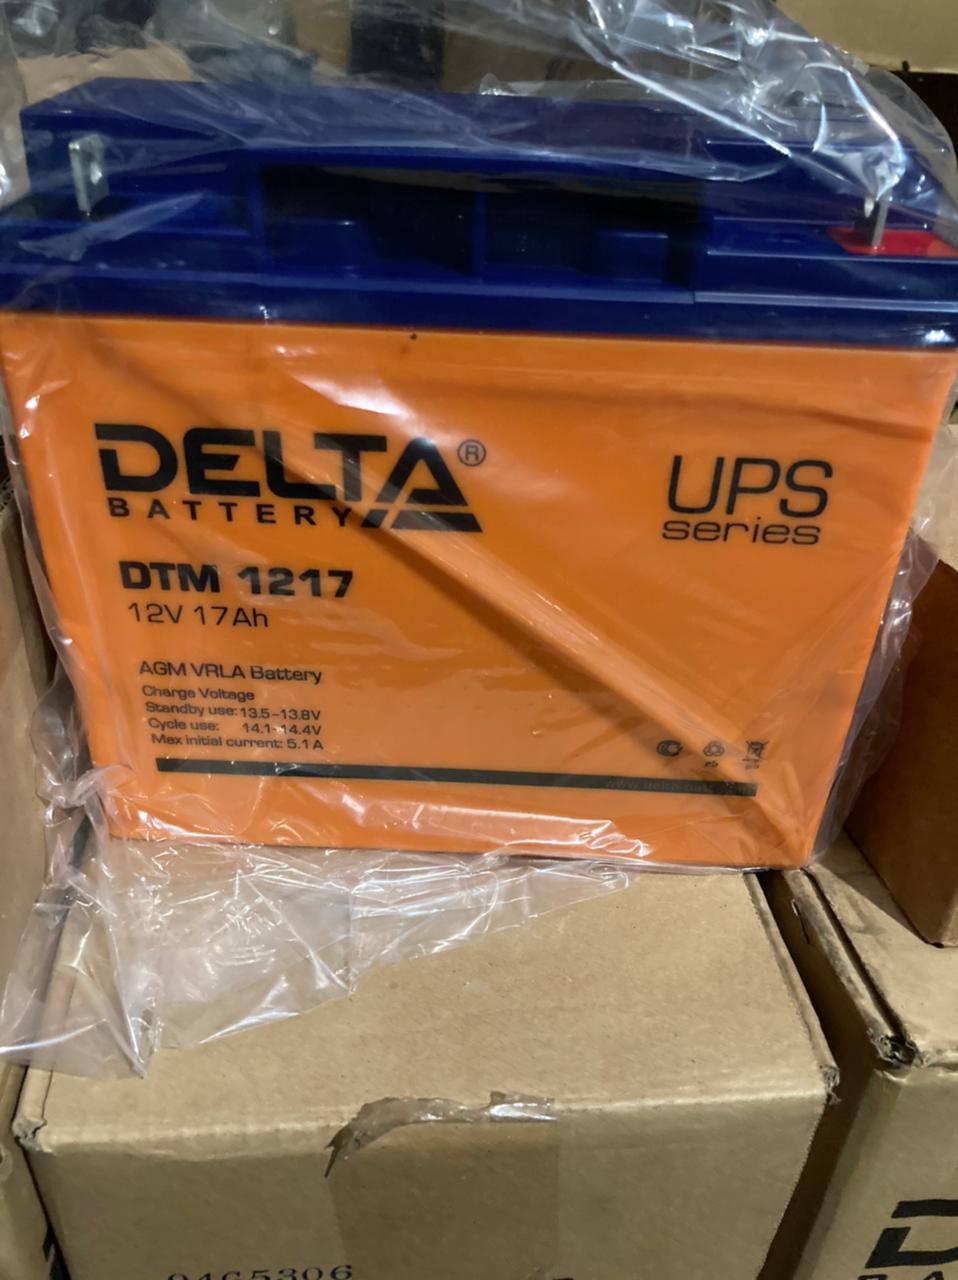 DELTA®
BATTERY
UPS
series
DTM 1217
12V 17Ah
AGM VRLA Battery
Charge Voltage
Standby use: 13.5-13.8V
Cycle use: 14.1-14.4V
Max initial current: 5.1 A